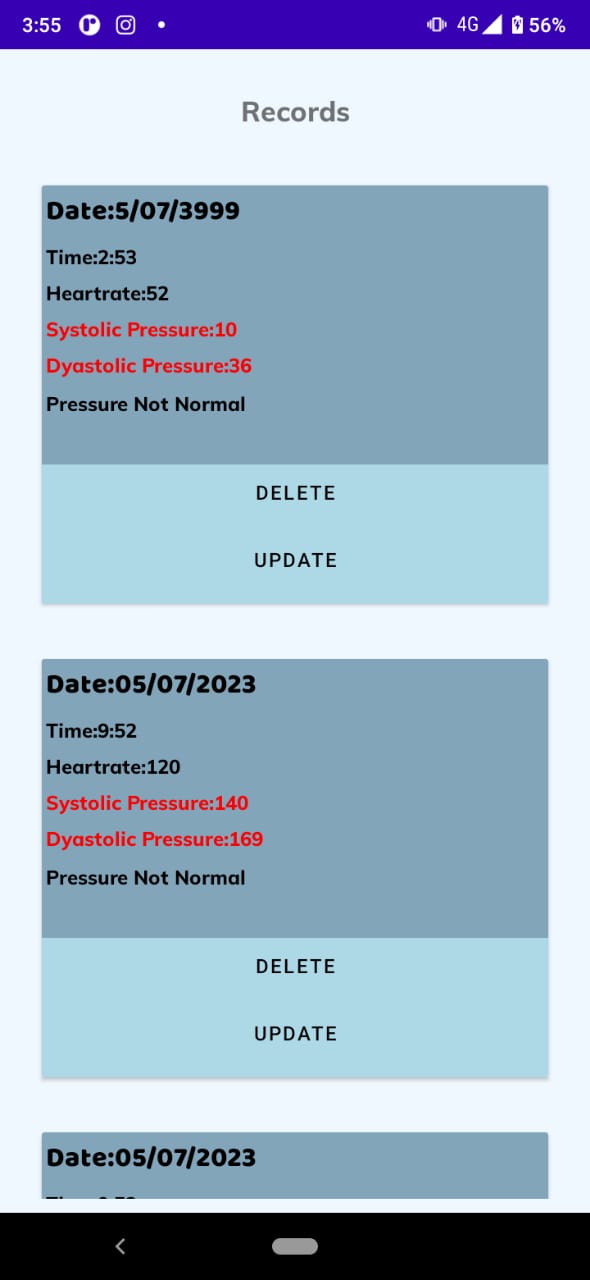 3:55 4G 56%
Records
Date:5/07/3999
Time:2:53
Heartrate:52
Systolic Pressure:10
Dyastolic Pressure:36
Pressure Not Normal
DELETE
UPDATE
Date:05/07/2023
Time:9:52
Heartrate:120
Systolic Pressure:140
Dyastolic Pressure:169
Pressure Not Normal
DELETE
UPDATE
Date:05/07/2023